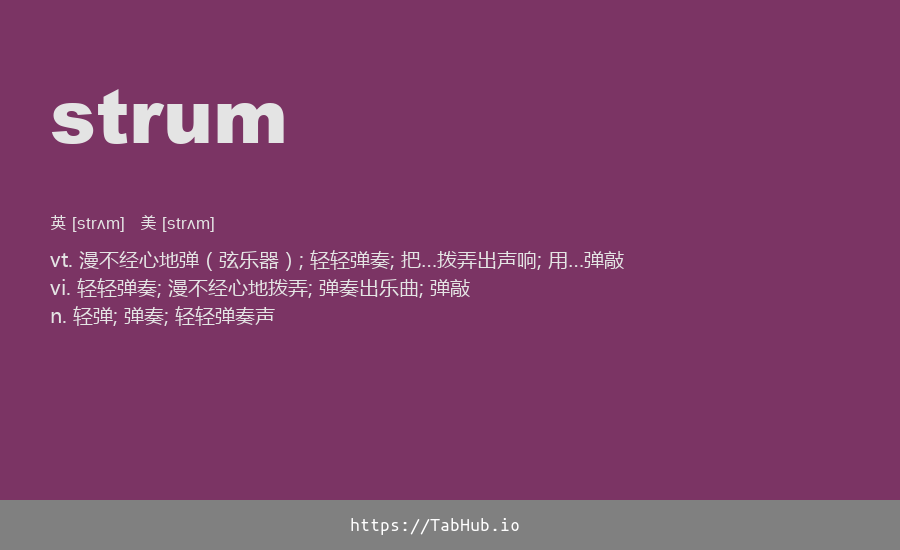 strum
英 [strʌm]　美 [strʌm]
vt. 漫不经心地弹 ( 弦乐器 ) ; 轻轻弹奏; 把…拨弄出声响; 用…弹敲
vi. 轻轻弹奏; 漫不经心地拨弄; 弹奏出乐曲; 弹敲
n. 轻弹; 弹奏; 轻轻弹奏声
https://TabHub.io